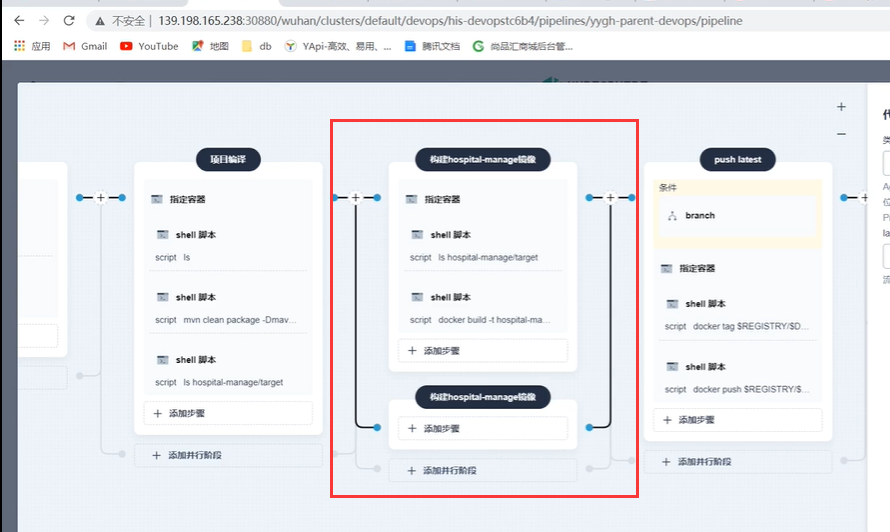 不安全 139.198.165.238:30880/wuhan/clusters/default/devops/his-devopstc6b4/pipelines/yygh-parent-devops/pipeline
应用 Gmail YouTube 地图 db YApi-高效、易用、... 腾讯文档 尚品汇商城后台管...
项目编译
指定容器
shell 脚本
script ls
shell 脚本
script mvn clean package -Dmav...
shell 脚本
script ls hospital-manage/target
+ 添加步骤
+ 添加并行阶段
构建hospital-manage镜像
指定容器
shell 脚本
script ls hospital-manage/target
shell 脚本
script docker build -t hospital-ma...
+ 添加步骤
构建hospital-manage镜像
+ 添加步骤
+ 添加并行阶段
push latest
条件
branch
指定容器
shell 脚本
script docker tag $REGISTRY/$D...
shell 脚本
script docker push $REGISTRY/$...
+ 添加步骤
+ 添加并行阶段